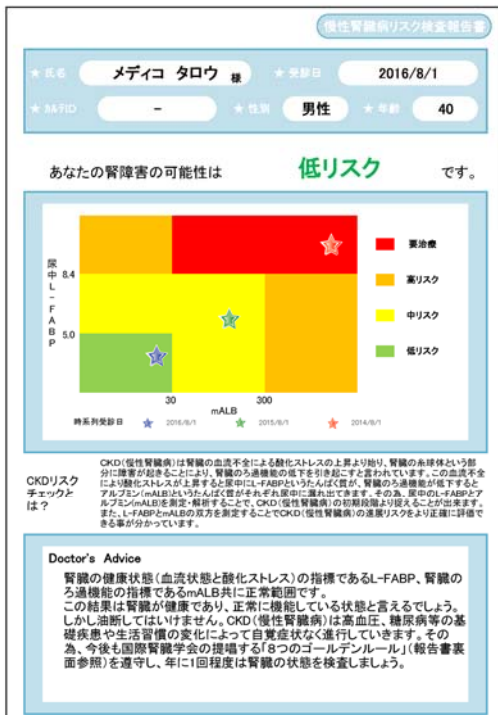 慢性腎臓病リスク検査報告書
★ 氏名 メディコ タロウ 様 ★ 受診日 2016/8/1
- ★ 性別 男性 ★ 年齢 40
あなたの腎障害の可能性は 低リスク です。
尿中L-FABP
8.4
5.0
30 300
mALB
要治療
高リスク
中リスク
低リスク
時系列受診日 2016/8/1 2015/8/1 2014/8/1
CKDリスク
チェックと
は?
CKD(慢性腎臓病)は腎臓の血流不全による酸化ストレスの上昇より始り、腎臓の糸球体という部
分に障害が起きることにより、腎臓のろ過機能の低下を引き起こすと言われています。この血流不全
により酸化ストレスが上昇すると尿中にL-FABPというたんぱく質が、腎臓のろ過機能が低下すると
アルブミン(mALB)というたんぱく質がそれぞれ尿中に漏れ出てきます。その為、尿中のL-FABPとア
ルブミン(mALB)を測定・解析することで、CKD(慢性腎臓病)の初期段階より捉えることが出来ます。
また、L-FABPとmALBの双方を測定することでCKD(慢性腎臓病)の進展リスクをより正確に評価で
きる事が分かっています。
Doctor's Advice
腎臓の健康状態(血流状態と酸化ストレス)の指標であるL-FABP、腎臓の
ろ過機能の指標であるmALB共に正常範囲です。
この結果は腎臓が健康であり、正常に機能している状態と言えるでしょう。
しかし油断してはいけません。CKD(慢性腎臓病)は高血圧、糖尿病等の基
礎疾患や生活習慣の変化によって自覚症状なく進行していきます。その
為、今後も国際腎臓学会の提唱する「8つのゴールデンルール」(報告書裏
面参照)を遵守し、年に1回程度は腎臓の状態を検査しましょう。